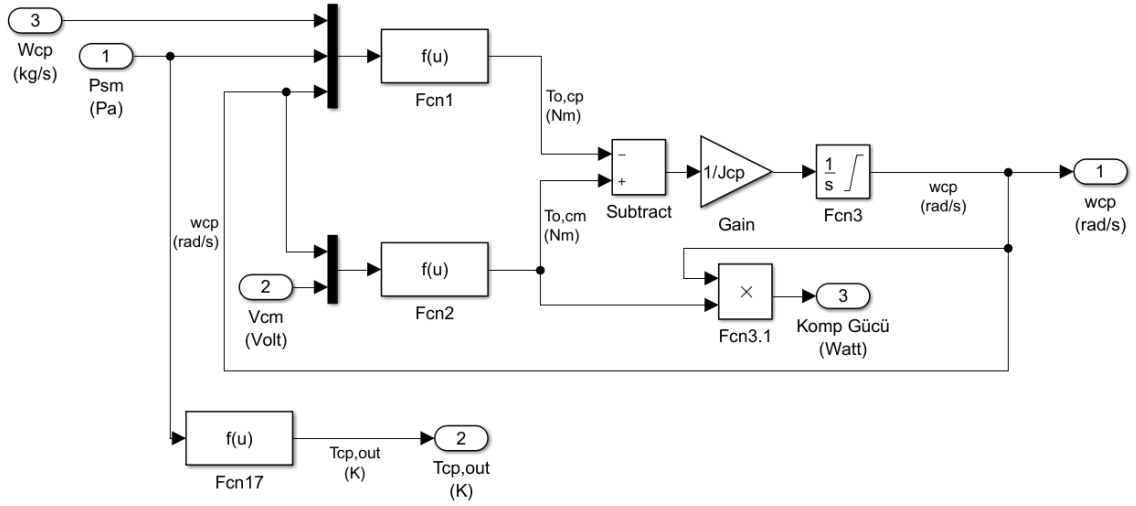 3
Wcp
(kg/s)
1
Psm
(Pa)
f(u)
Fcn1
To,cp
(Nm)
−
+
Subtract
1/Jcp
Gain
1
s
Fcn3
wcp
(rad/s)
1
wcp
(rad/s)
wcp
(rad/s)
To,cm
(Nm)
2
Vcm
(Volt)
f(u)
Fcn2
×
Fcn3.1
3
Komp Gücü
(Watt)
f(u)
Fcn17
Tcp,out
(K)
2
Tcp,out
(K)